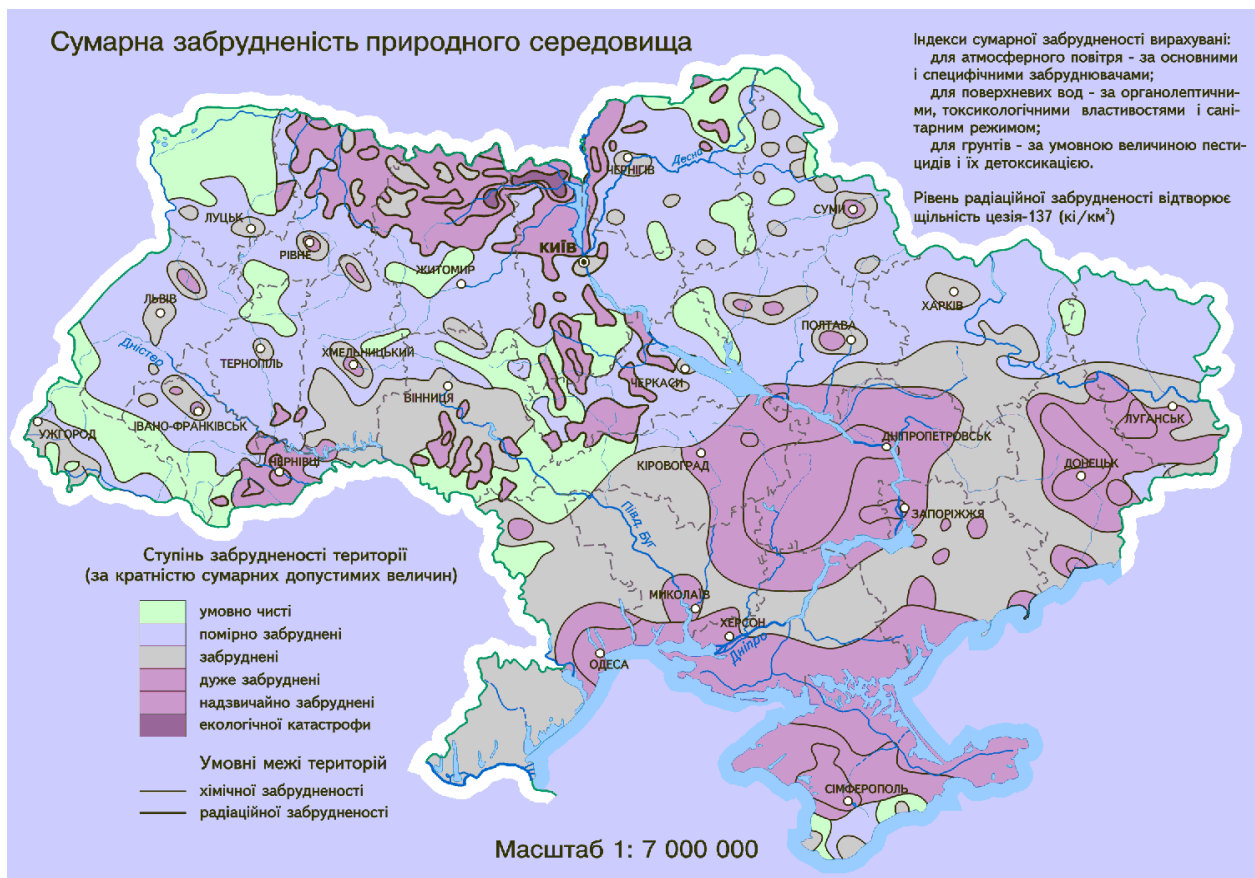 Сумарна забрудненість природного середовища
Індекси сумарної забрудненості вирахувані:
для атмосферного повітря - за основними
і специфічними забруднювачами;
для поверхневих вод - за органолептични-
ми, токсикологічними властивостями і сані-
тарним режимом;
для грунтів - за умовною величиною пести-
цидів і їх детоксикацією.
Рівень радіаційної забрудненості відтворює
щільність цезія-137 (кі/км²)
ЧЕРНІГІВ
Десна
СУМИ
ЛУЦЬК
РІВНЕ
КИЇВ
ЖИТОМИР
ЛЬВІВ
ХАРКІВ
ПОЛТАВА
Дністер
ТЕРНОПІЛЬ
ХМЕЛЬНИЦЬКИЙ
ЧЕРКАСИ
ВІННИЦЯ
УЖГОРОД
ІВАНО-ФРАНКІВСЬК
ЛУГАНСЬК
ДНІПРОПЕТРОВСЬК
ЧЕРНІВЦІ
КІРОВОГРАД
ДОНЕЦЬК
Півд. Буг
ЗАПОРІЖЖЯ
МИКОЛАЇВ
ХЕРСОН
Дніпро
ОДЕСА
СІМФЕРОПОЛЬ
Ступінь забрудненості території
(за кратністю сумарних допустимих величин)
умовно чисті
помірно забруднені
забруднені
дуже забруднені
надзвичайно забруднені
екологічної катастрофи
Умовні межі територій
хімічної забрудненості
радіаційної забрудненості
Масштаб 1: 7 000 000